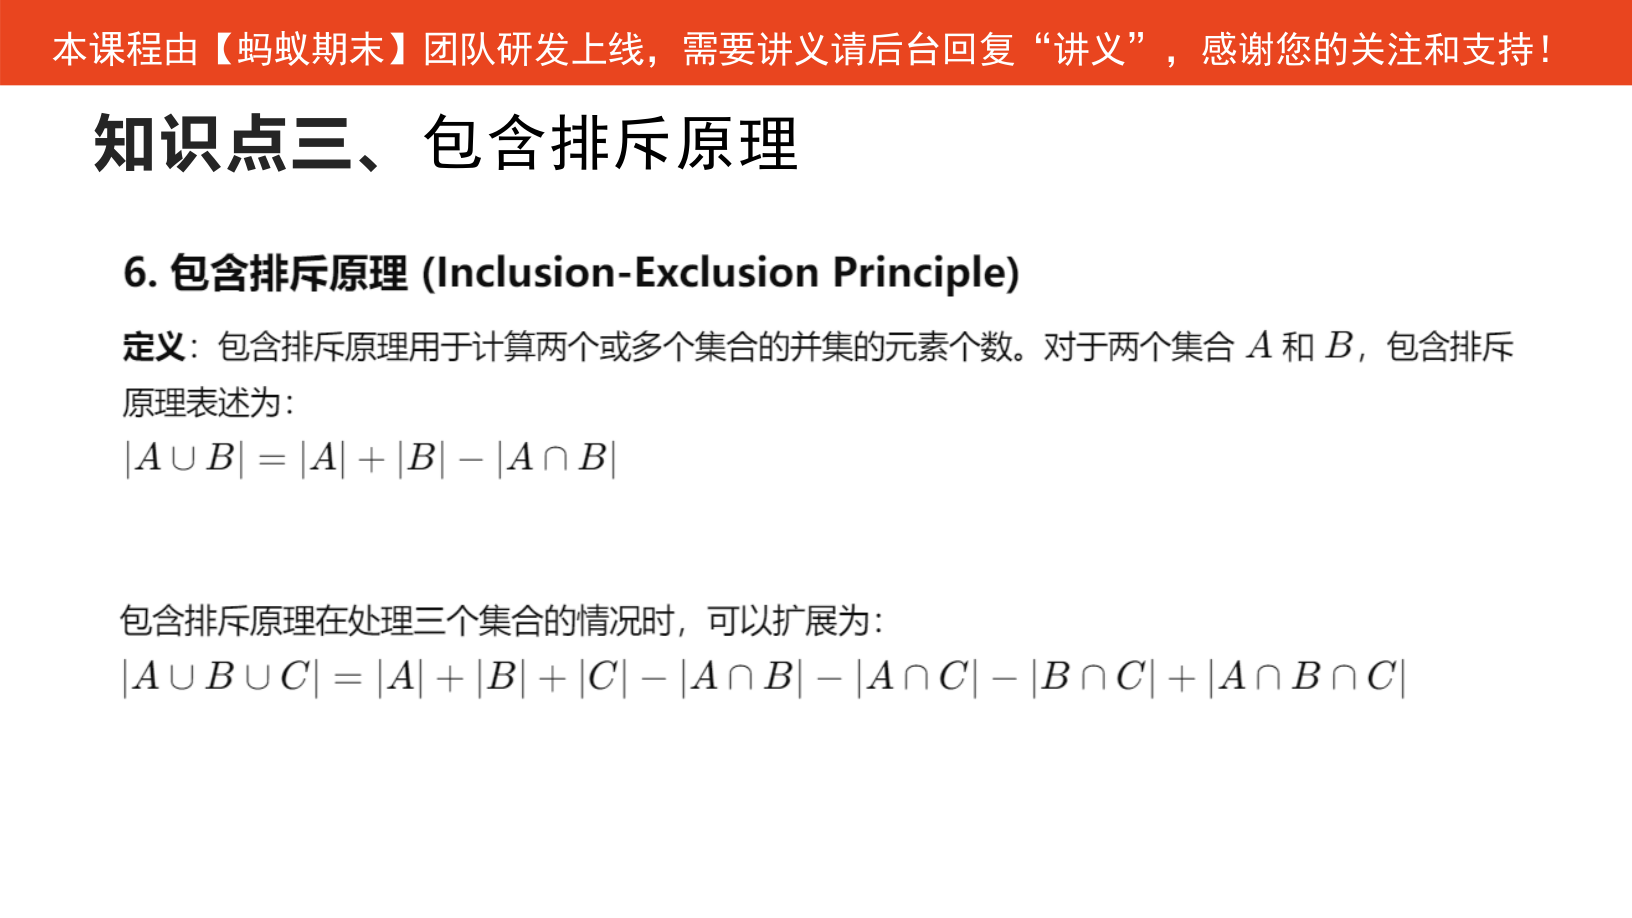 本课程由【蚂蚁期末】团队研发上线，需要讲义请后台回复“讲义”，感谢您的关注和支持！
知识点三、包含排斥原理
6. 包含排斥原理 (Inclusion-Exclusion Principle)
定义：包含排斥原理用于计算两个或多个集合的并集的元素个数。对于两个集合 A 和 B，包含排斥
原理表述为：
|A ∪ B| = |A| + |B| − |A ∩ B|
包含排斥原理在处理三个集合的情况时，可以扩展为：
|A ∪ B ∪ C| = |A| + |B| + |C| − |A ∩ B| − |A ∩ C| − |B ∩ C| + |A ∩ B ∩ C|